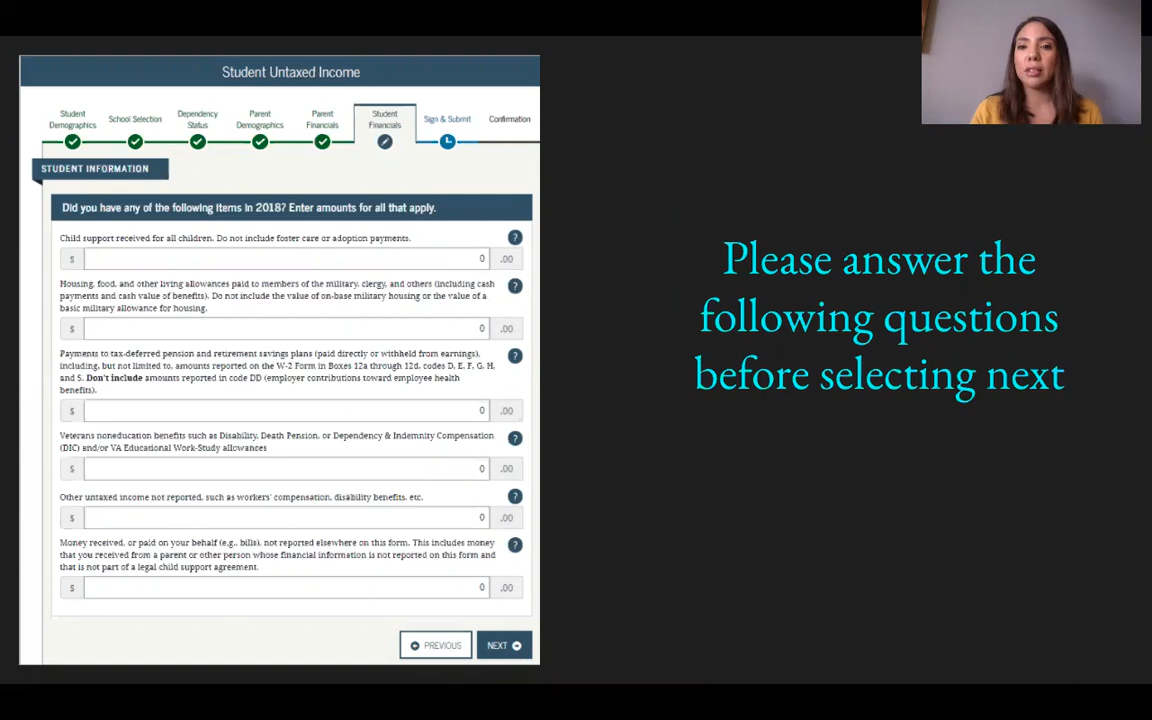 Student Untaxed Income
Student
Demographics
School Selection
Dependency
Status
Parent
Demographics
Parent
Financials
Student
Financials
Sign & Submit
Confirmation
STUDENT INFORMATION
Did you have any of the following items in 2018? Enter amounts for all that apply.
Child support received for all children. Do not include foster care or adoption payments.
?
$ 0 .00
Housing, food, and other living allowances paid to members of the military, clergy, and others (including cash
payments and cash value of benefits). Do not include the value of on-base military housing or the value of a
basic military allowance for housing.
?
$ 0 .00
Payments to tax-deferred pension and retirement savings plans (paid directly or withheld from earnings),
including, but not limited to, amounts reported on the W-2 Form in Boxes 12a through 12d, codes D, E, F, G, H,
and S. Don't include amounts reported in code DD (employer contributions toward employee health
benefits).
?
$ 0 .00
Veterans noneducation benefits such as Disability, Death Pension, or Dependency & Indemnity Compensation
(DIC) and/or VA Educational Work-Study allowances
?
$ 0 .00
Other untaxed income not reported, such as workers' compensation, disability benefits, etc.
?
$ 0 .00
Money received, or paid on your behalf (e.g., bills), not reported elsewhere on this form. This includes money
that you received from a parent or other person whose financial information is not reported on this form and
that is not part of a legal child support agreement.
?
$ 0 .00
PREVIOUS
NEXT
Please answer the
following questions
before selecting next